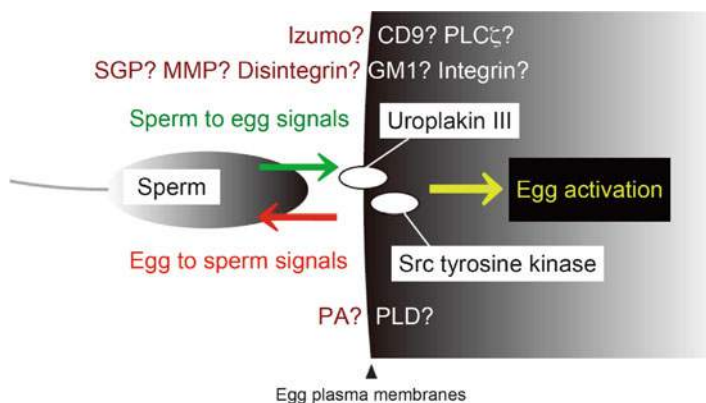 Izumo? CD9? PLCζ?
SGP? MMP? Disintegrin? GM1? Integrin?
Sperm to egg signals
Uroplakin III
Sperm
Egg activation
Egg to sperm signals
Src tyrosine kinase
PA? PLD?
Egg plasma membranes